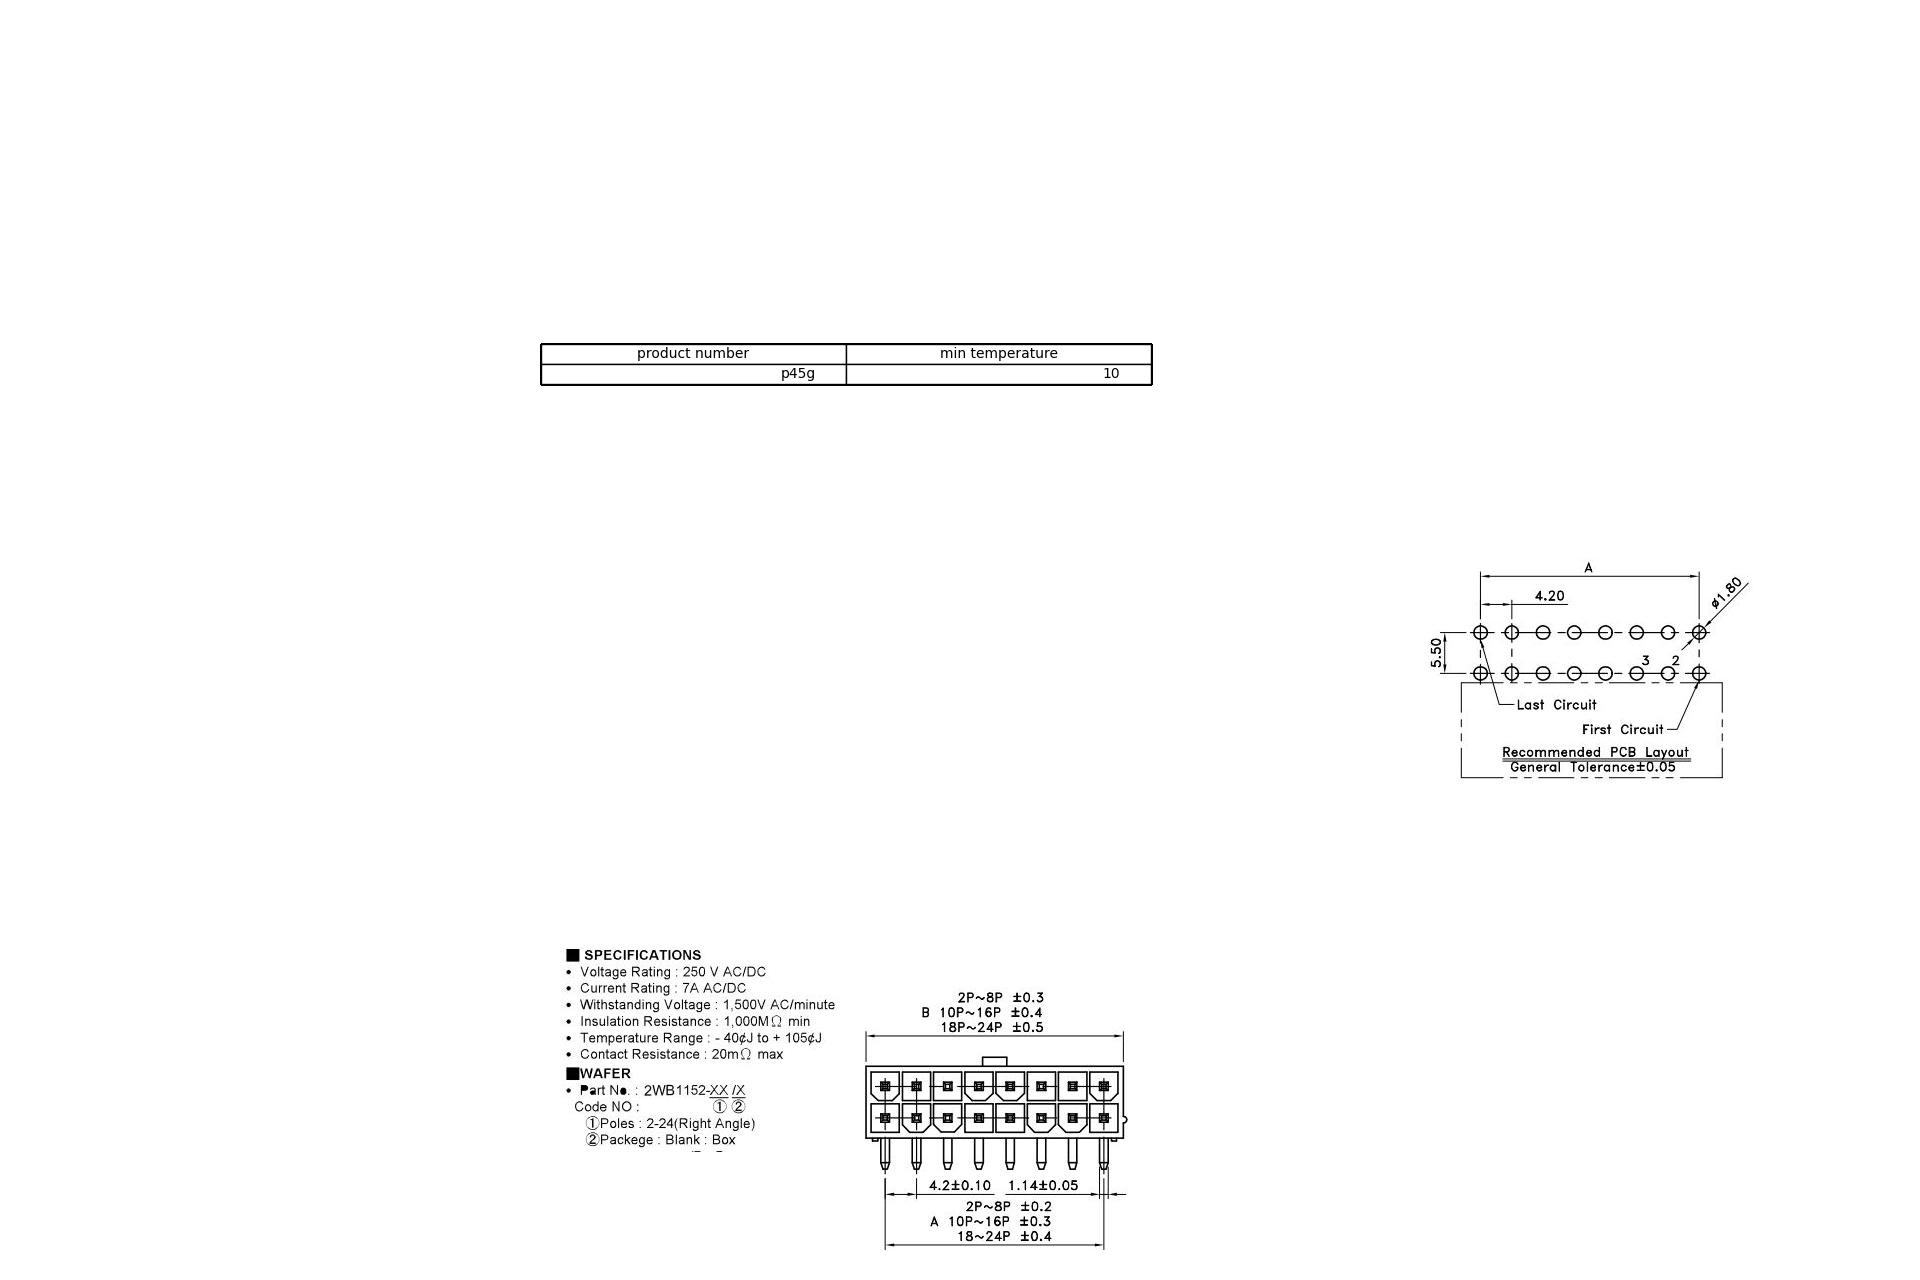 product number min temperature
p45g 10
A
4.20
ø1.80
5.50
3 2
Last Circuit
First Circuit
Recommended PCB Layout
General Tolerance±0.05
■ SPECIFICATIONS
• Voltage Rating : 250 V AC/DC
• Current Rating : 7A AC/DC
• Withstanding Voltage : 1,500V AC/minute
• Insulation Resistance : 1,000MΩ min
• Temperature Range : - 40¢J to + 105¢J
• Contact Resistance : 20mΩ max
■WAFER
• Part No. : 2WB1152-XX /X
Code NO : ① ②
①Poles : 2-24(Right Angle)
②Packege : Blank : Box
2P~8P ±0.3
B 10P~16P ±0.4
18P~24P ±0.5
4.2±0.10 1.14±0.05
2P~8P ±0.2
A 10P~16P ±0.3
18~24P ±0.4